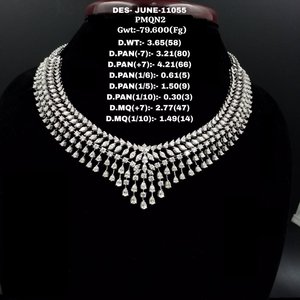 DES- JUNE-11055
PMQN2
Gwt:-79.600(Fg)
D.WT:- 3.65(58)
D.PAN(-7):- 3.21(80)
D.PAN(+7):- 4.21(66)
D.PAN(1/6):- 0.61(5)
D.PAN(1/5):- 1.50(9)
D.PAN(1/10):- 0.30(3)
D.MQ(+7):- 2.77(47)
D.MQ(1/10):- 1.49(14)